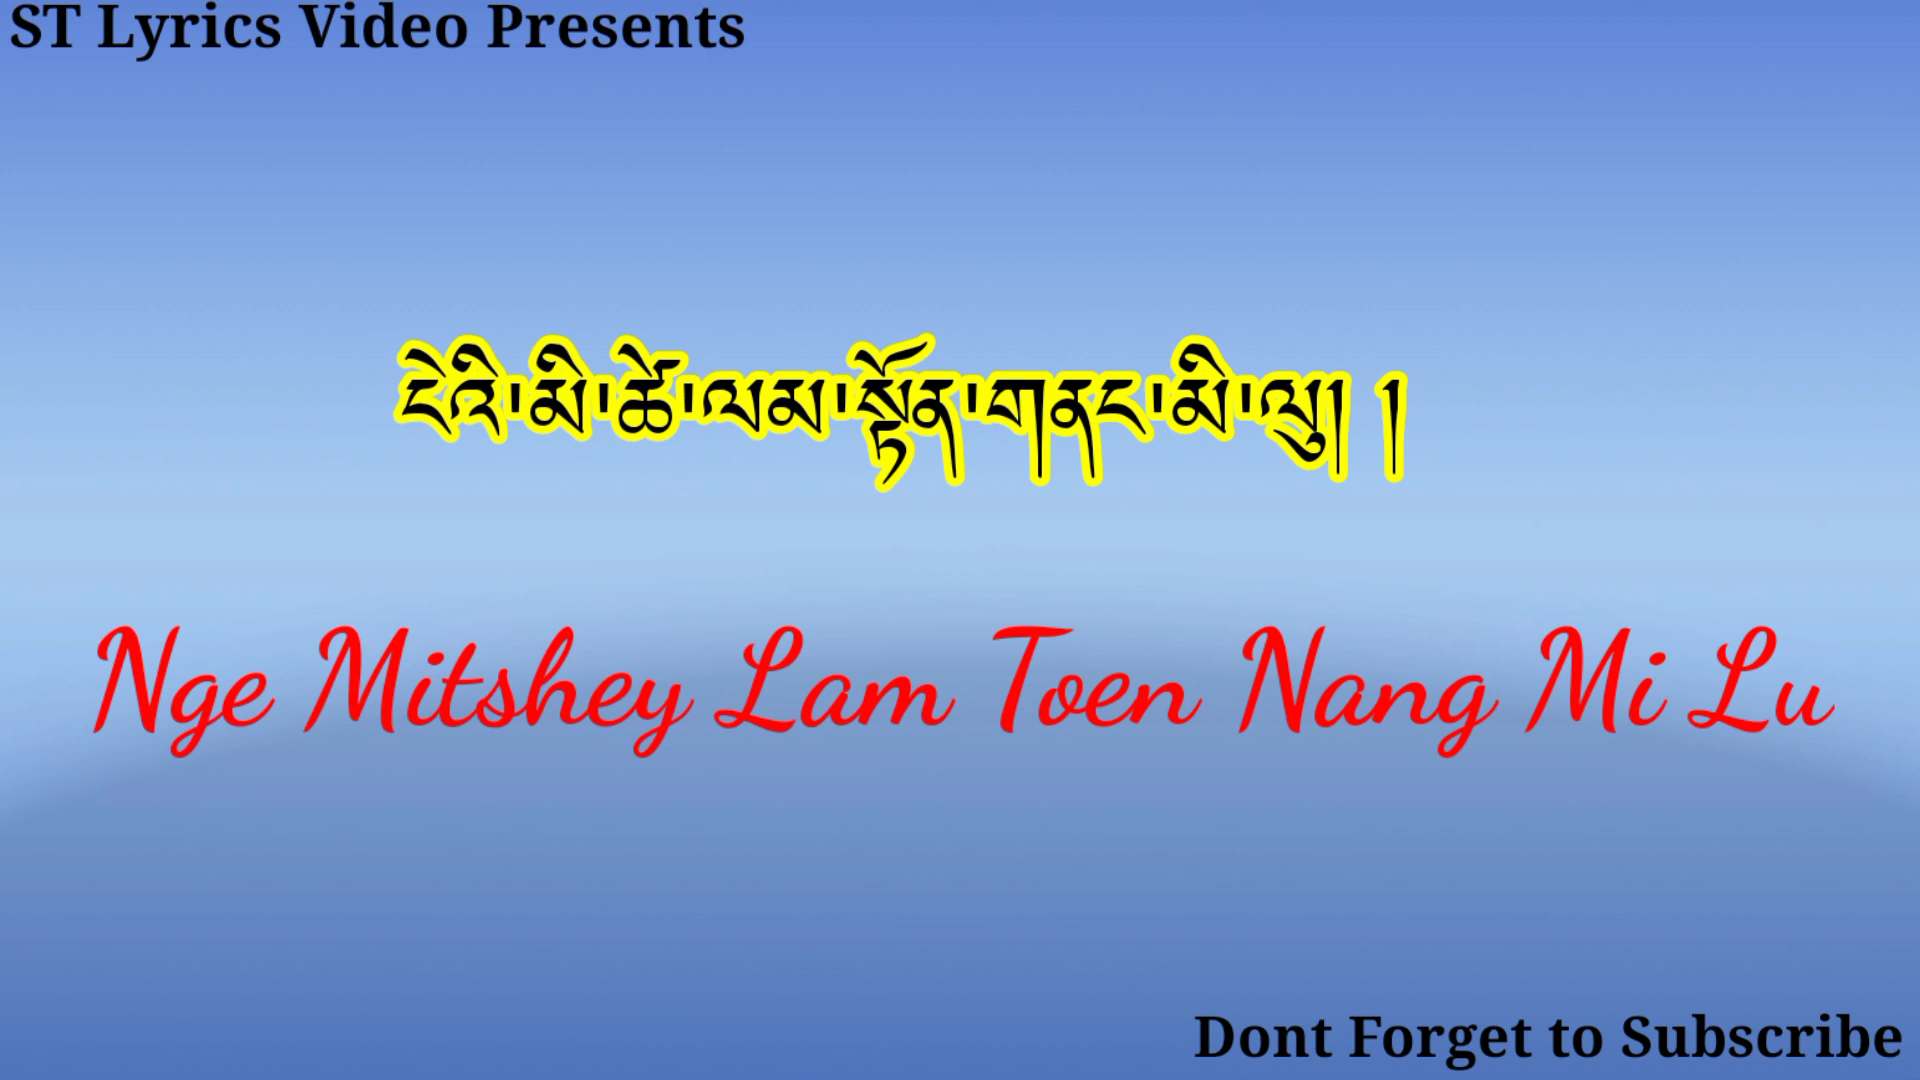 ST Lyrics Video Presents
ངེའི་མི་ཚེ་ལམ་སྟོན་གནང་མི་ལུ། །
Nge Mitshey Lam Toen Nang Mi Lu
Dont Forget to Subscribe